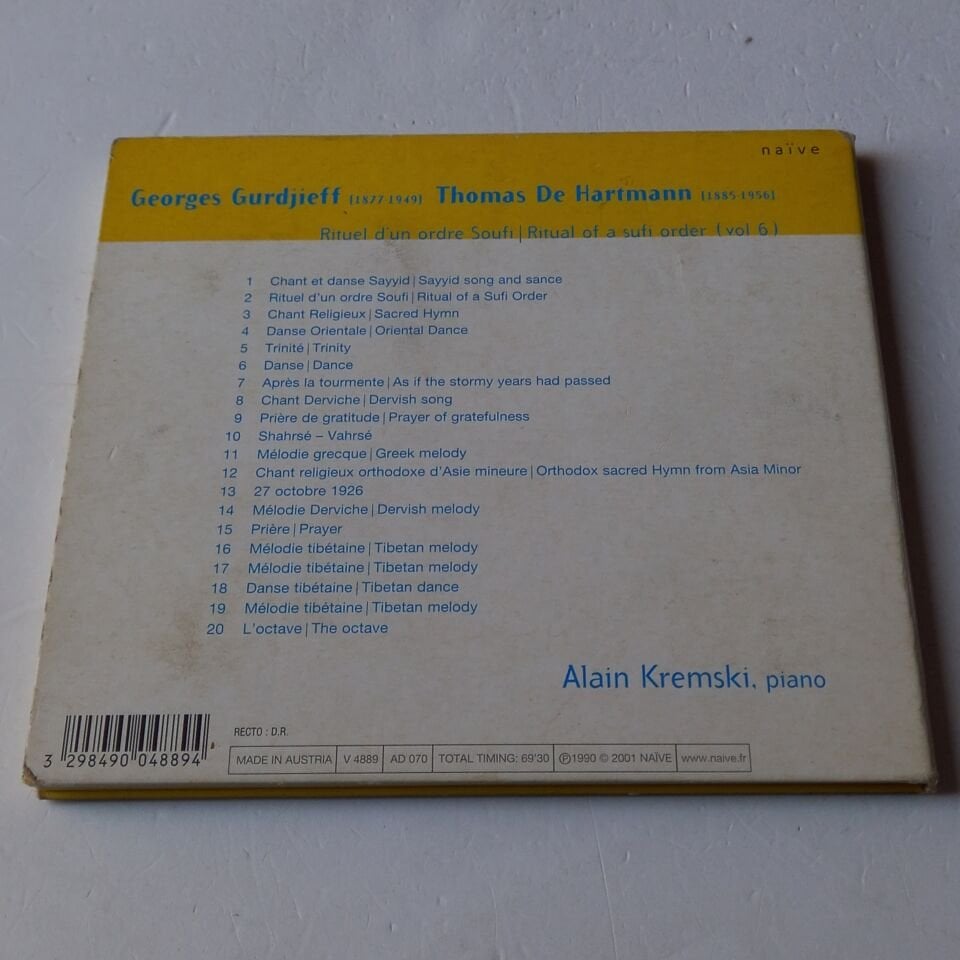 naïve
Georges Gurdjieff [1877-1949] Thomas De Hartmann [1885-1956]
Rituel d'un ordre Soufi | Ritual of a sufi order (vol 6)
1 Chant et danse Sayyid | Sayyid song and sance
2 Rituel d'un ordre Soufi | Ritual of a Sufi Order
3 Chant Religieux | Sacred Hymn
4 Danse Orientale | Oriental Dance
5 Trinité | Trinity
6 Danse | Dance
7 Après la tourmente | As if the stormy years had passed
8 Chant Derviche | Dervish song
9 Prière de gratitude | Prayer of gratefulness
10 Shahrsé – Vahrsé
11 Mélodie grecque | Greek melody
12 Chant religieux orthodoxe d'Asie mineure | Orthodox sacred Hymn from Asia Minor
13 27 octobre 1926
14 Mélodie Derviche | Dervish melody
15 Prière | Prayer
16 Mélodie tibétaine | Tibetan melody
17 Mélodie tibétaine | Tibetan melody
18 Danse tibétaine | Tibetan dance
19 Mélodie tibétaine | Tibetan melody
20 L'octave | The octave
Alain Kremski, piano
RECTO : D.R.
3 298490 048894
MADE IN AUSTRIA | V 4889 | AD 070 | TOTAL TIMING: 69'30 | ℗1990 © 2001 NAÏVE | www.naive.fr